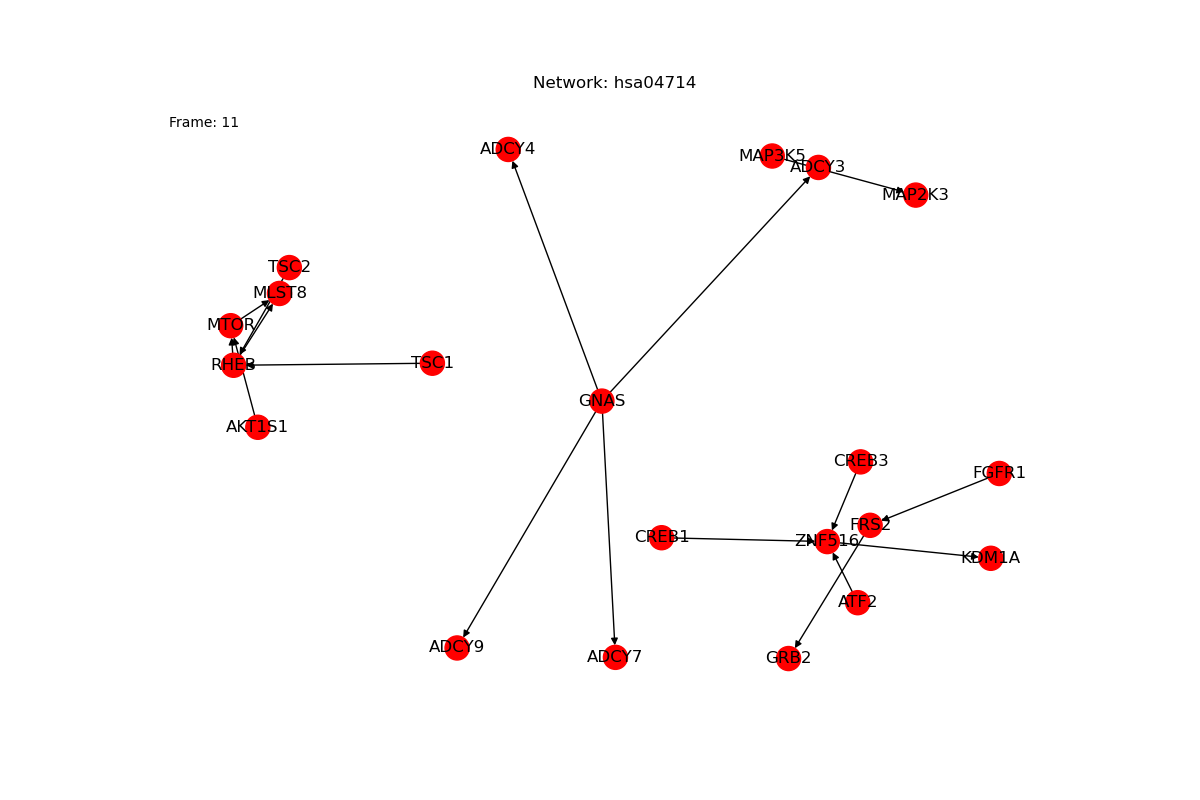 Network: hsa04714
Frame: 11
ADCY4
MAP3K5
ADCY3
MAP2K3
TSC2
MLST8
MTOR
RHEB
TSC1
GNAS
AKT1S1
CREB3
FGFR1
FRS2
CREB1
ZNF516
KDM1A
ATF2
ADCY9
ADCY7
GRB2